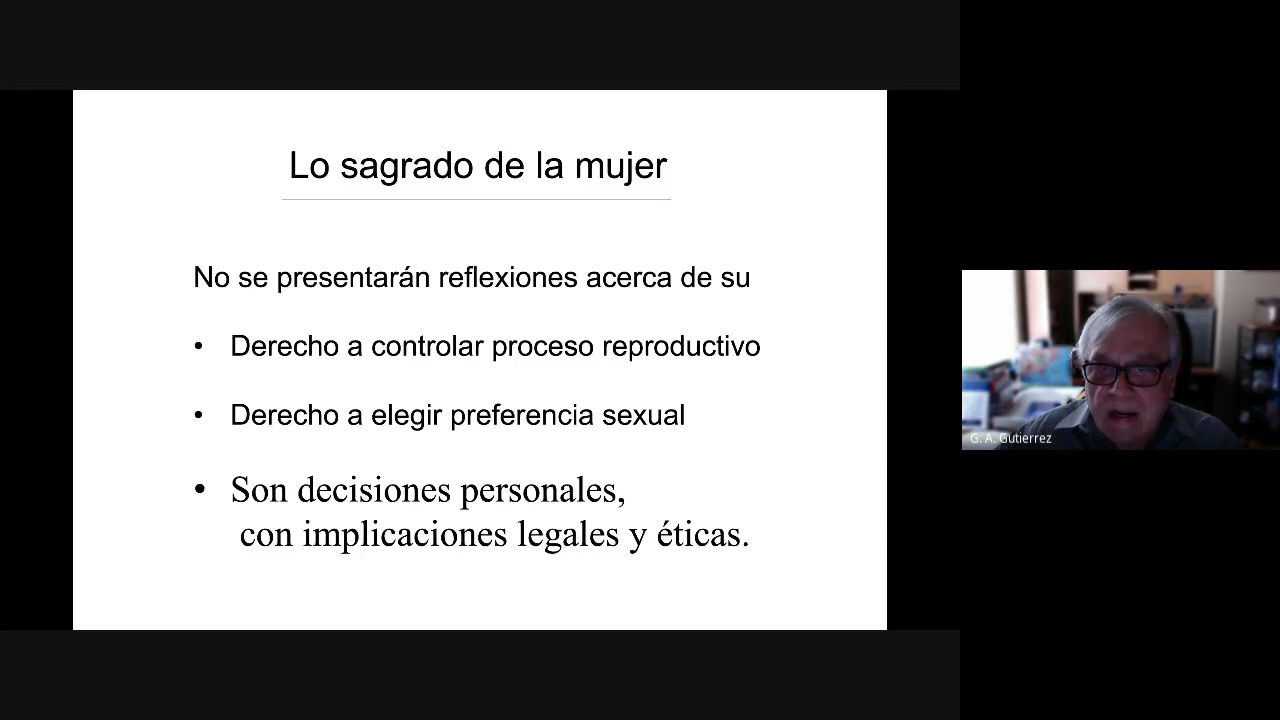 Lo sagrado de la mujer
No se presentarán reflexiones acerca de su
• Derecho a controlar proceso reproductivo
• Derecho a elegir preferencia sexual
• Son decisiones personales,
con implicaciones legales y éticas.
G. A. Gutierrez